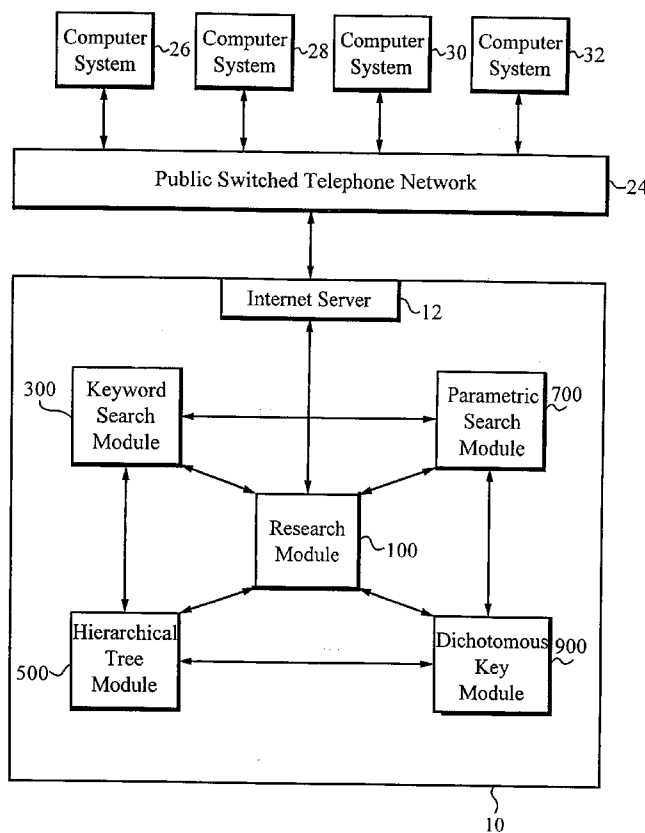 Computer
System
26
Computer
System
28
Computer
System
30
Computer
System
32
Public Switched Telephone Network
24
Internet Server
12
300
Keyword
Search
Module
Parametric
Search
Module
700
Research
Module
100
500
Hierarchical
Tree
Module
Dichotomous
Key
Module
900
10